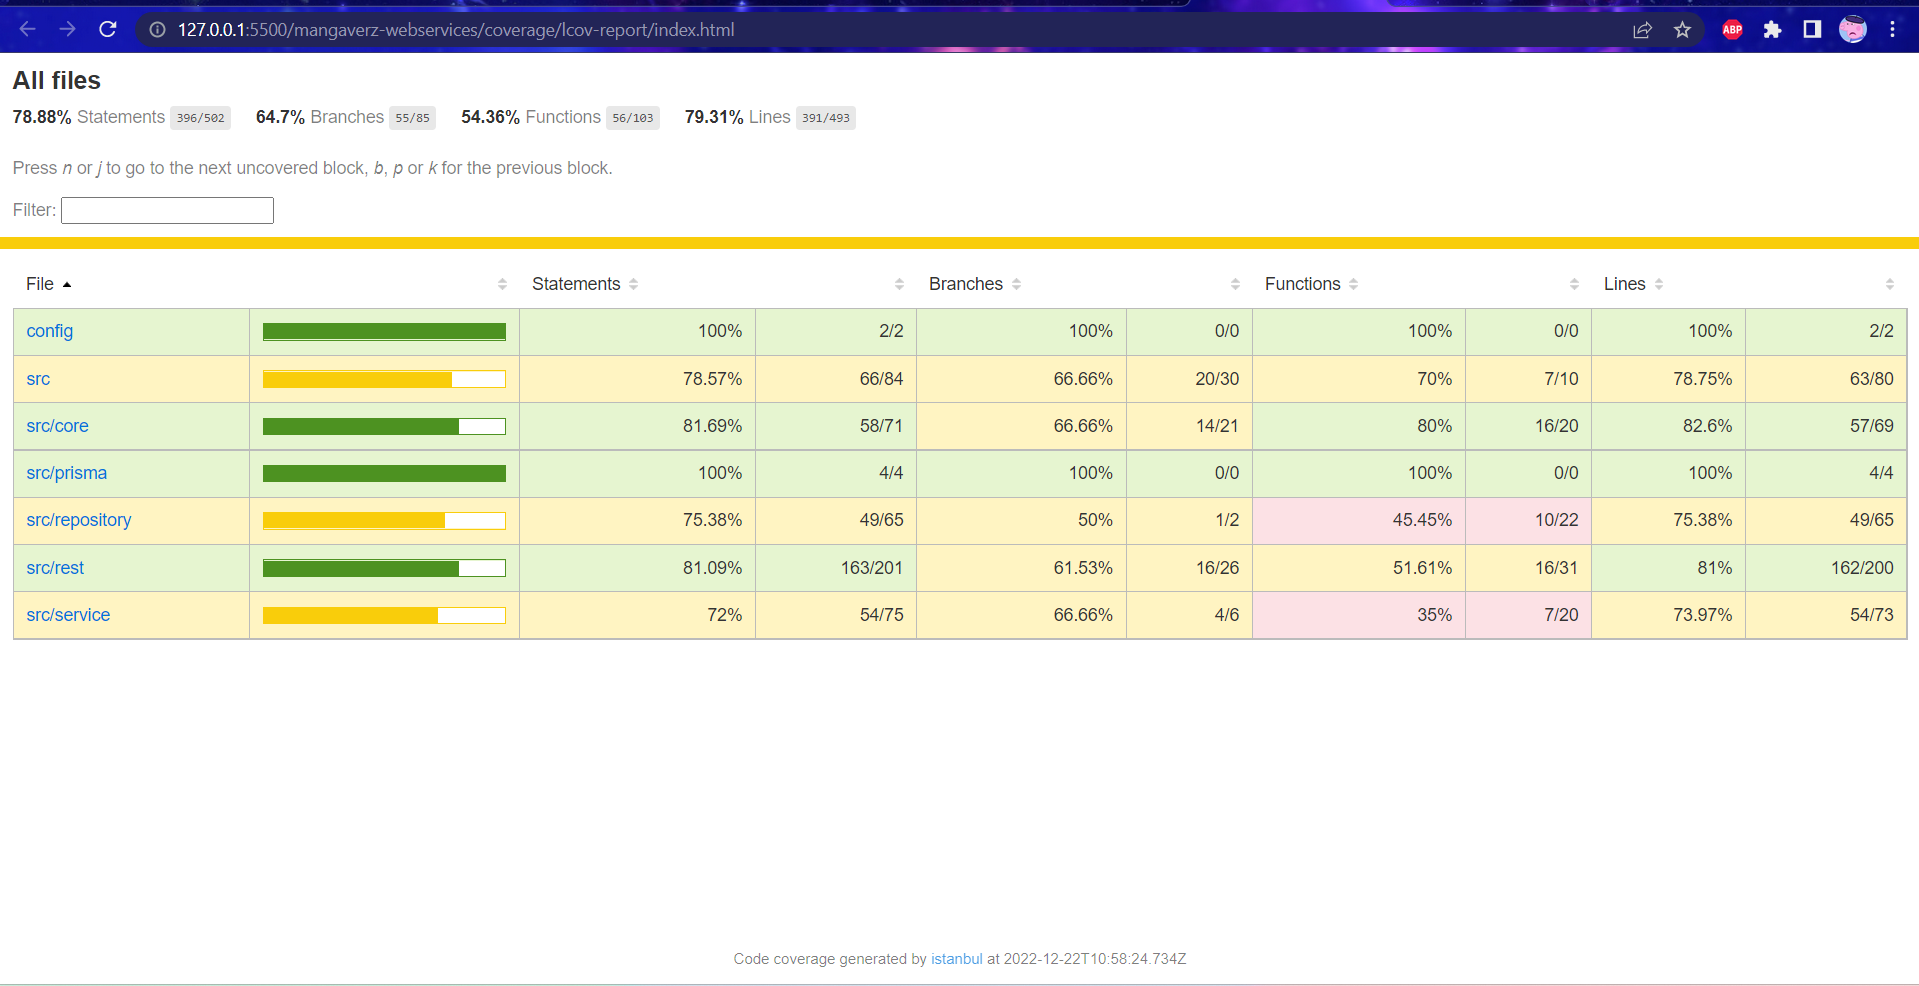 127.0.0.1:5500/mangaverz-webservices/coverage/lcov-report/index.html
ABP
All files
78.88% Statements 396/502 64.7% Branches 55/85 54.36% Functions 56/103 79.31% Lines 391/493
Press n or j to go to the next uncovered block, b, p or k for the previous block.
Filter:
File Statements Branches Functions Lines
config 100% 2/2 100% 0/0 100% 0/0 100% 2/2
src 78.57% 66/84 66.66% 20/30 70% 7/10 78.75% 63/80
src/core 81.69% 58/71 66.66% 14/21 80% 16/20 82.6% 57/69
src/prisma 100% 4/4 100% 0/0 100% 0/0 100% 4/4
src/repository 75.38% 49/65 50% 1/2 45.45% 10/22 75.38% 49/65
src/rest 81.09% 163/201 61.53% 16/26 51.61% 16/31 81% 162/200
src/service 72% 54/75 66.66% 4/6 35% 7/20 73.97% 54/73
Code coverage generated by istanbul at 2022-12-22T10:58:24.734Z